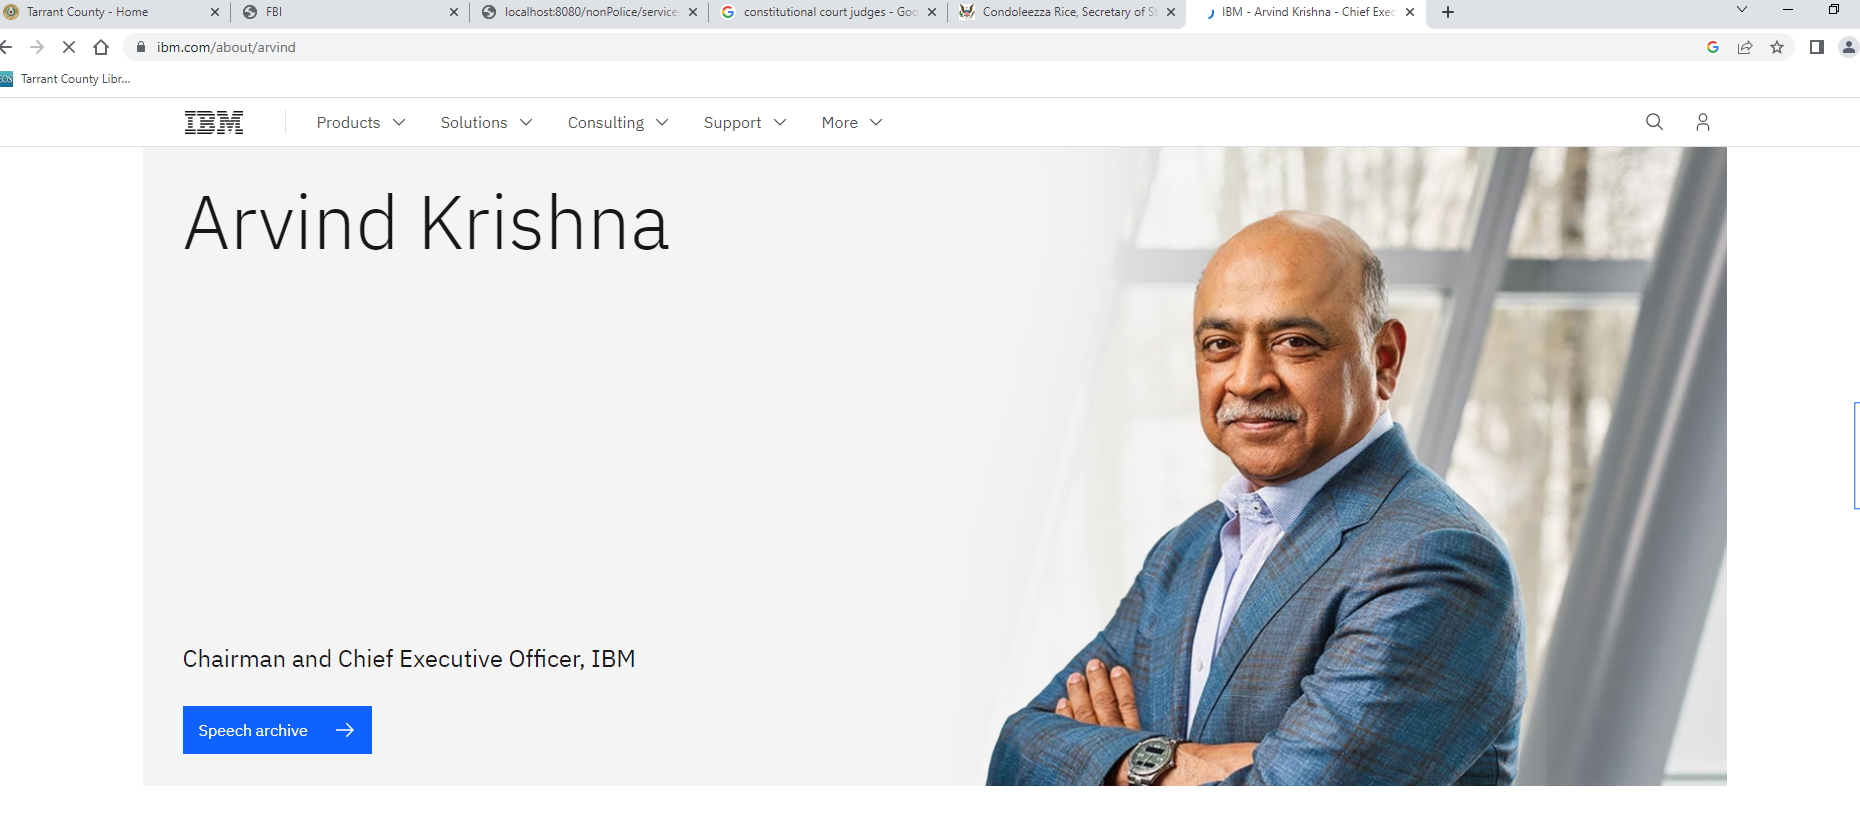 Tarrant County - Home
FBI
localhost:8080/nonPolice/service
constitutional court judges - Goo
Condoleezza Rice, Secretary of St
IBM - Arvind Krishna - Chief Exec
ibm.com/about/arvind
Tarrant County Libr...
IBM
Products
Solutions
Consulting
Support
More
Arvind Krishna
Chairman and Chief Executive Officer, IBM
Speech archive